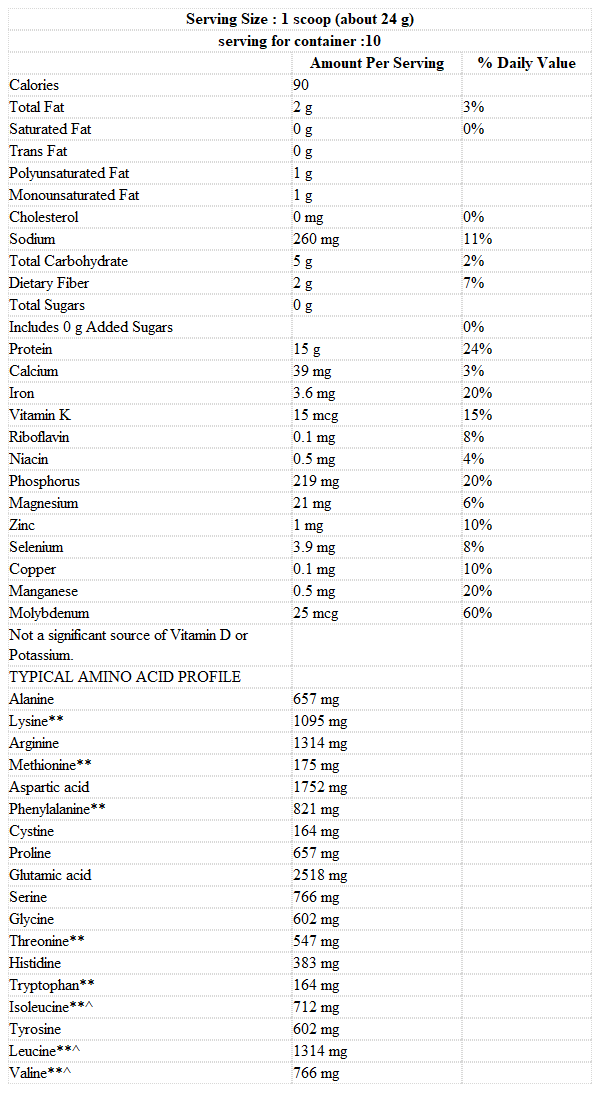 Serving Size : 1 scoop (about 24 g)
serving for container :10
Amount Per Serving % Daily Value
Calories 90
Total Fat 2 g 3%
Saturated Fat 0 g 0%
Trans Fat 0 g
Polyunsaturated Fat 1 g
Monounsaturated Fat 1 g
Cholesterol 0 mg 0%
Sodium 260 mg 11%
Total Carbohydrate 5 g 2%
Dietary Fiber 2 g 7%
Total Sugars 0 g
Includes 0 g Added Sugars 0%
Protein 15 g 24%
Calcium 39 mg 3%
Iron 3.6 mg 20%
Vitamin K 15 mcg 15%
Riboflavin 0.1 mg 8%
Niacin 0.5 mg 4%
Phosphorus 219 mg 20%
Magnesium 21 mg 6%
Zinc 1 mg 10%
Selenium 3.9 mg 8%
Copper 0.1 mg 10%
Manganese 0.5 mg 20%
Molybdenum 25 mcg 60%
Not a significant source of Vitamin D or
Potassium.
TYPICAL AMINO ACID PROFILE
Alanine 657 mg
Lysine** 1095 mg
Arginine 1314 mg
Methionine** 175 mg
Aspartic acid 1752 mg
Phenylalanine** 821 mg
Cystine 164 mg
Proline 657 mg
Glutamic acid 2518 mg
Serine 766 mg
Glycine 602 mg
Threonine** 547 mg
Histidine 383 mg
Tryptophan** 164 mg
Isoleucine**^ 712 mg
Tyrosine 602 mg
Leucine**^ 1314 mg
Valine**^ 766 mg